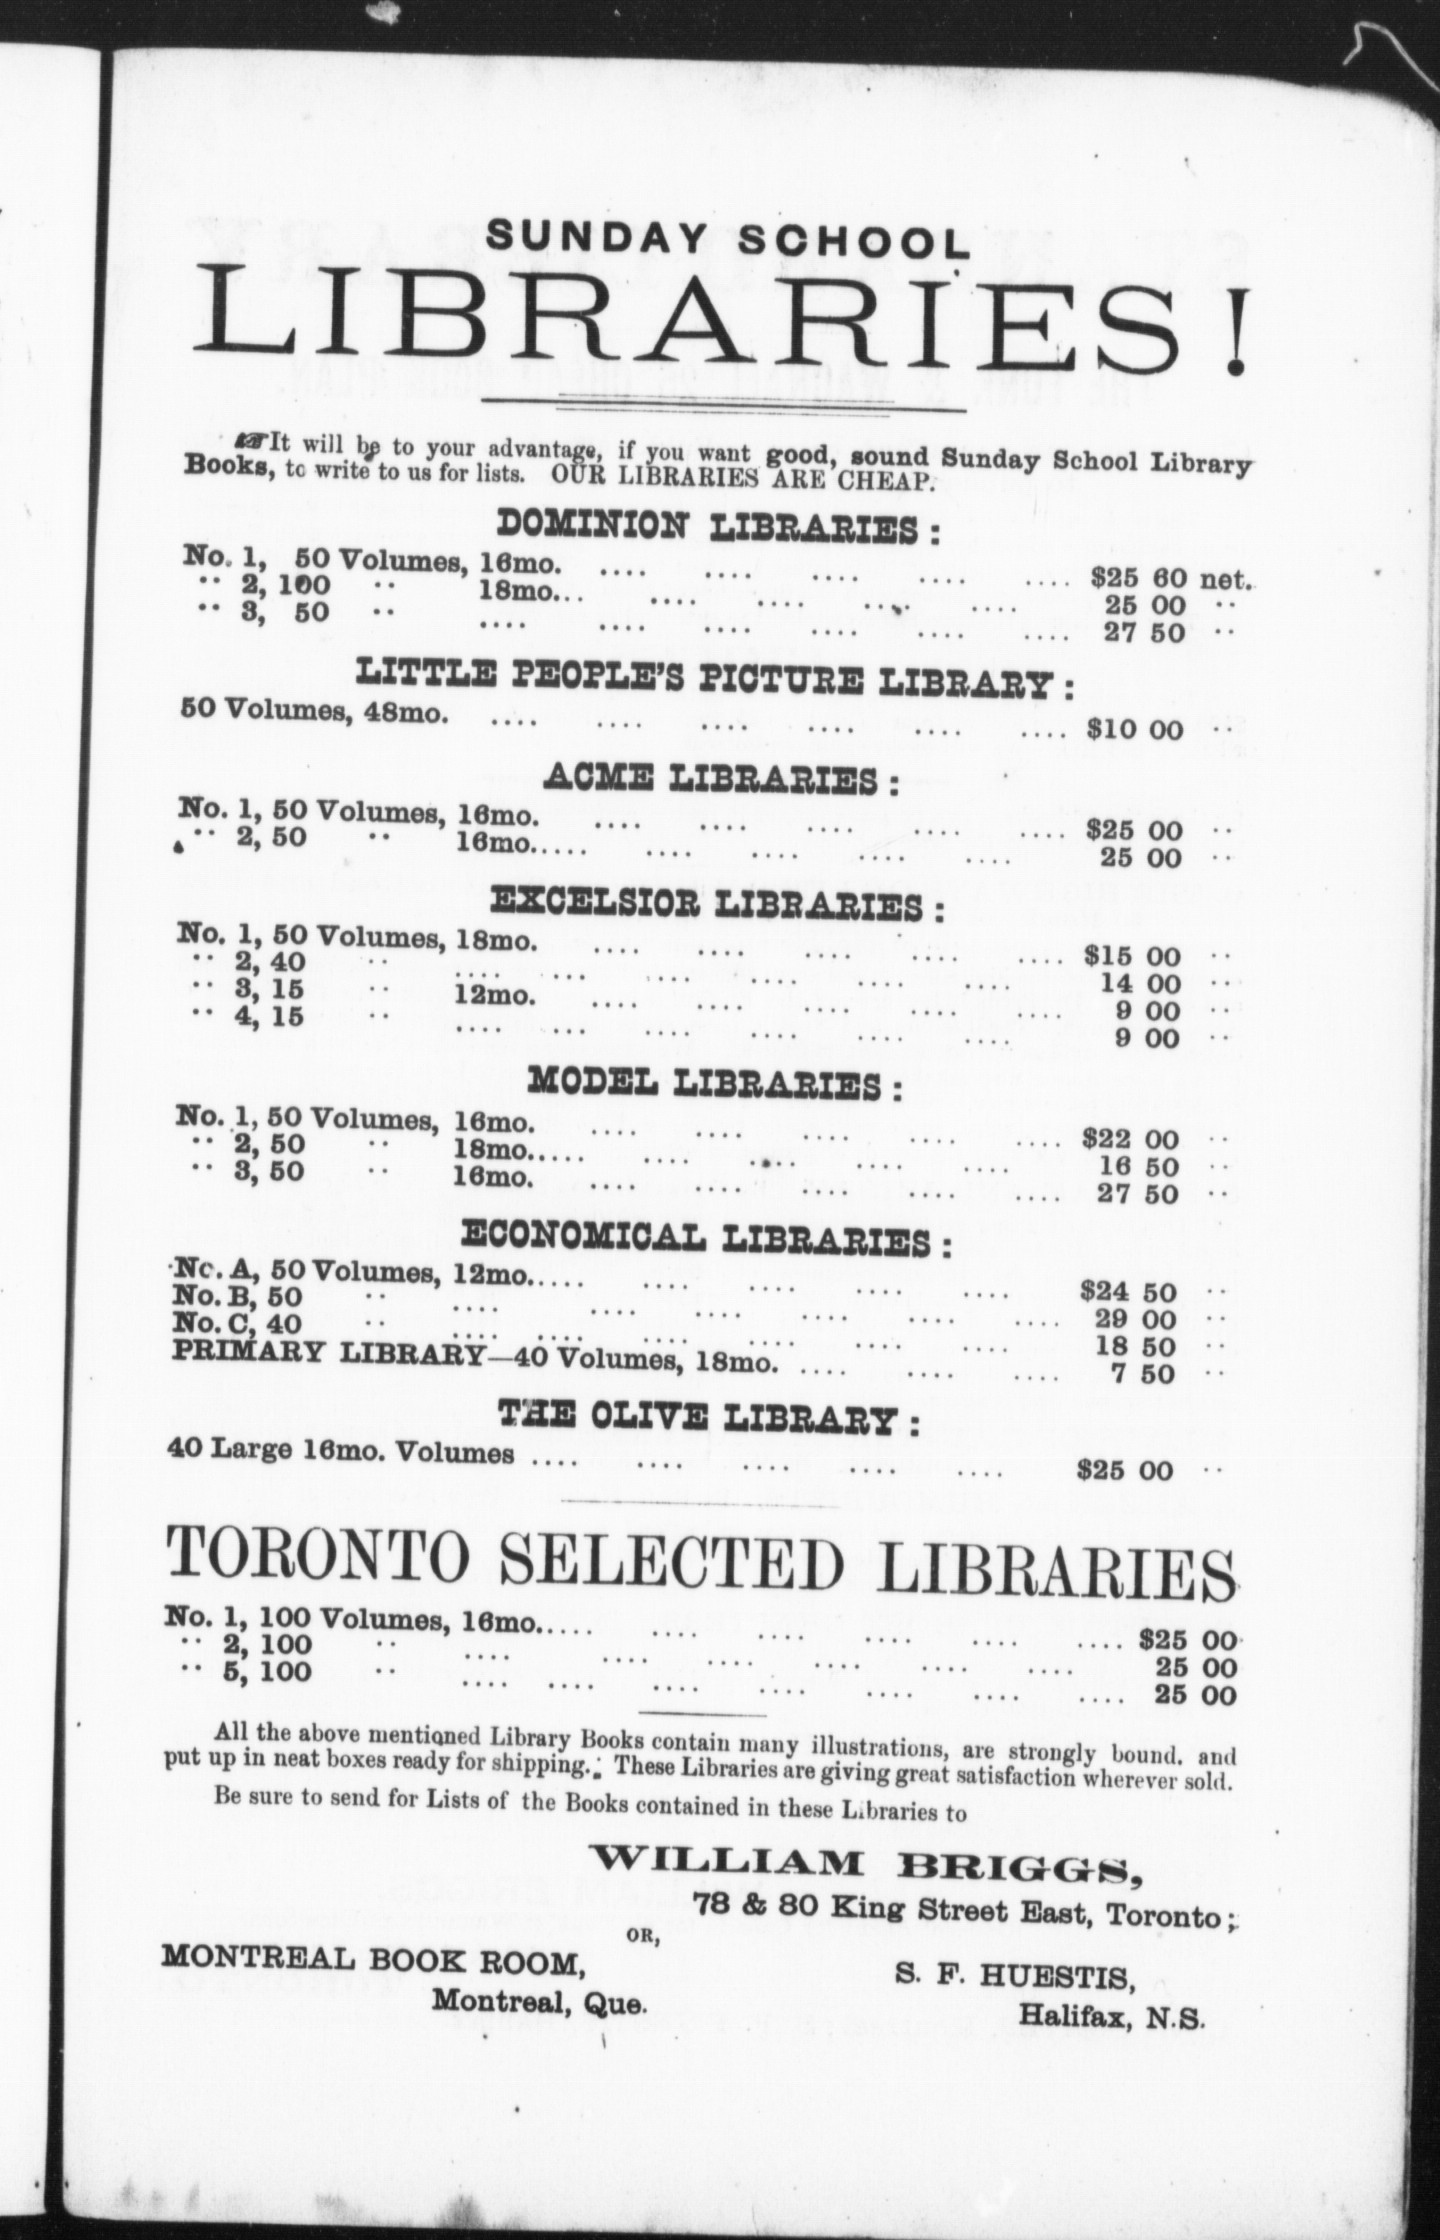 SUNDAY SCHOOL
LIBRARIES!
☞It will be to your advantage, if you want good, sound Sunday School Library
Books, to write to us for lists. OUR LIBRARIES ARE CHEAP.
DOMINION LIBRARIES:
No. 1, 50 Volumes, 16mo. .... .... .... .... .... $25 60 net.
·· 2, 100 ·· 18mo... .... .... .... .... 25 00 ··
·· 3, 50 ·· .... .... .... .... .... .... 27 50 ··
LITTLE PEOPLE'S PICTURE LIBRARY:
50 Volumes, 48mo. .... .... .... .... .... .... $10 00 ··
ACME LIBRARIES:
No. 1, 50 Volumes, 16mo. .... .... .... .... .... $25 00 ··
·· 2, 50 ·· 16mo..... .... .... .... .... 25 00 ··
EXCELSIOR LIBRARIES:
No. 1, 50 Volumes, 18mo. .... .... .... .... .... $15 00 ··
·· 2, 40 ·· .... ... .... .... .... .... 14 00 ··
·· 3, 15 ·· 12mo. .... .... .... .... .... 9 00 ··
·· 4, 15 ·· .... ... .... .... .... .... 9 00 ··
MODEL LIBRARIES:
No. 1, 50 Volumes, 16mo. .... .... .... .... .... $22 00 ··
·· 2, 50 ·· 18mo..... .... .... .... .... 16 50 ··
·· 3, 50 ·· 16mo. .... .... .... .... .... 27 50 ··
ECONOMICAL LIBRARIES:
No. A, 50 Volumes, 12mo..... .... .... .... .... $24 50 ··
No. B, 50 ·· .... .... .... .... .... .... 29 00 ··
No. C, 40 ·· .... .... .... .... .... .... 18 50 ··
PRIMARY LIBRARY—40 Volumes, 18mo. .... .... .... 7 50 ··
THE OLIVE LIBRARY:
40 Large 16mo. Volumes .... .... .... .... .... $25 00 ··
TORONTO SELECTED LIBRARIES
No. 1, 100 Volumes, 16mo..... .... .... .... .... .... $25 00
·· 2, 100 ·· .... .... .... .... .... .... 25 00
·· 5, 100 ·· .... .... .... .... .... .... .... 25 00
All the above mentioned Library Books contain many illustrations, are strongly bound. and
put up in neat boxes ready for shipping. These Libraries are giving great satisfaction wherever sold.
Be sure to send for Lists of the Books contained in these Libraries to
WILLIAM BRIGGS,
78 & 80 King Street East, Toronto;
OR,
MONTREAL BOOK ROOM,
Montreal, Que.
S. F. HUESTIS,
Halifax, N.S.